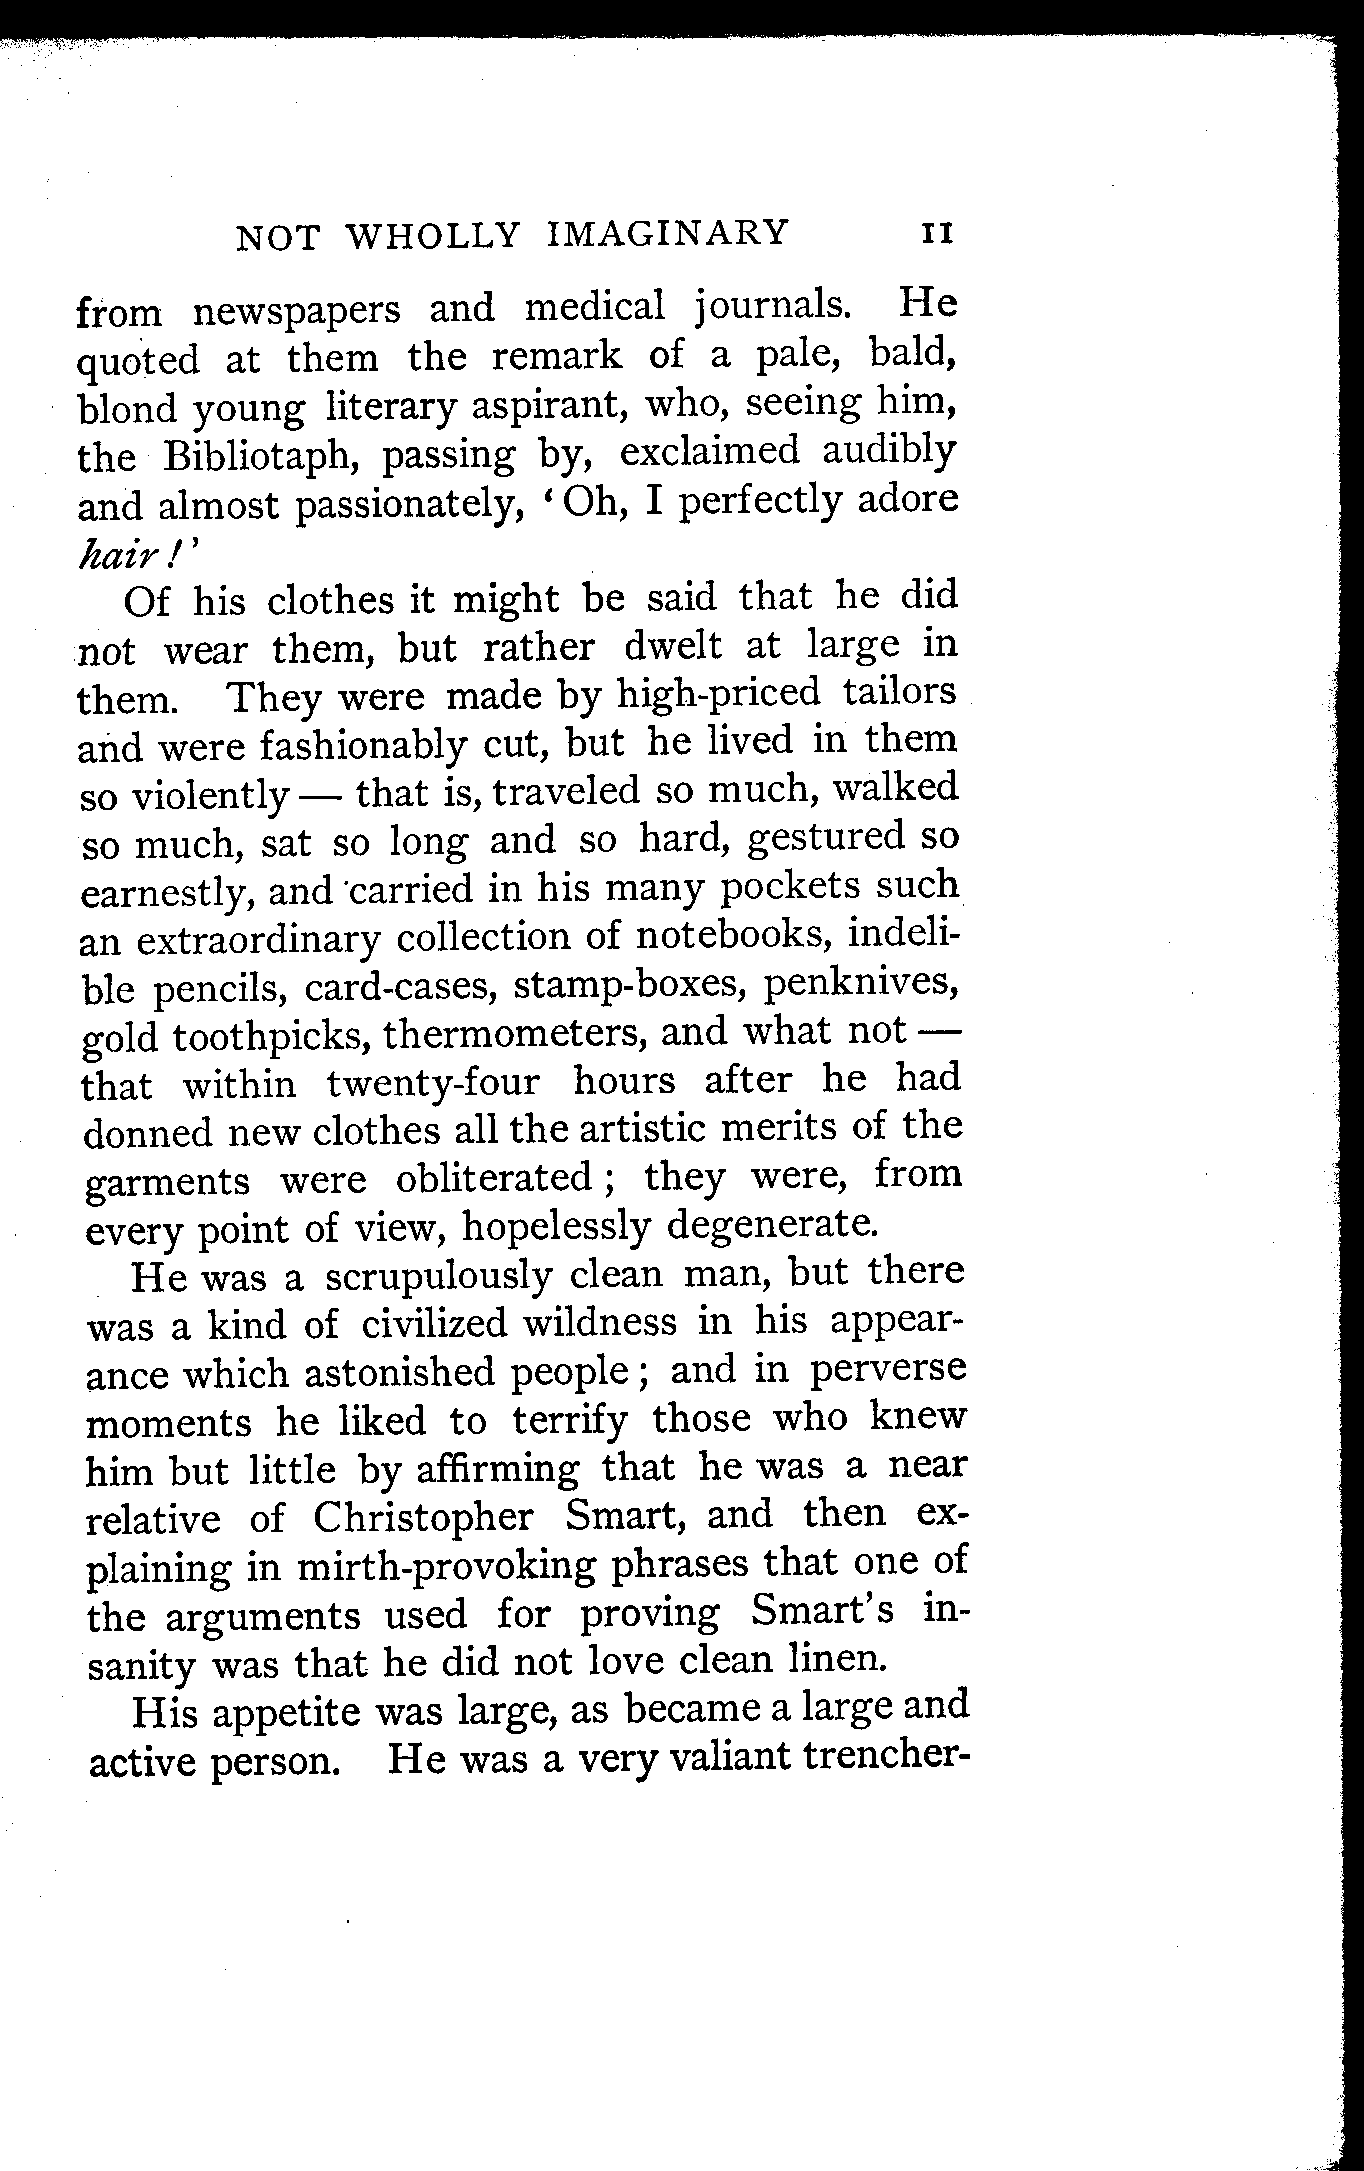 NOT WHOLLY IMAGINARY 11
from newspapers and medical journals. He
quoted at them the remark of a pale, bald,
blond young literary aspirant, who, seeing him,
the Bibliotaph, passing by, exclaimed audibly
and almost passionately, ‘Oh, I perfectly adore
hair!’
Of his clothes it might be said that he did
not wear them, but rather dwelt at large in
them. They were made by high-priced tailors
and were fashionably cut, but he lived in them
so violently — that is, traveled so much, walked
so much, sat so long and so hard, gestured so
earnestly, and carried in his many pockets such
an extraordinary collection of notebooks, indeli-
ble pencils, card-cases, stamp-boxes, penknives,
gold toothpicks, thermometers, and what not —
that within twenty-four hours after he had
donned new clothes all the artistic merits of the
garments were obliterated; they were, from
every point of view, hopelessly degenerate.
He was a scrupulously clean man, but there
was a kind of civilized wildness in his appear-
ance which astonished people; and in perverse
moments he liked to terrify those who knew
him but little by affirming that he was a near
relative of Christopher Smart, and then ex-
plaining in mirth-provoking phrases that one of
the arguments used for proving Smart's in-
sanity was that he did not love clean linen.
His appetite was large, as became a large and
active person. He was a very valiant trencher-